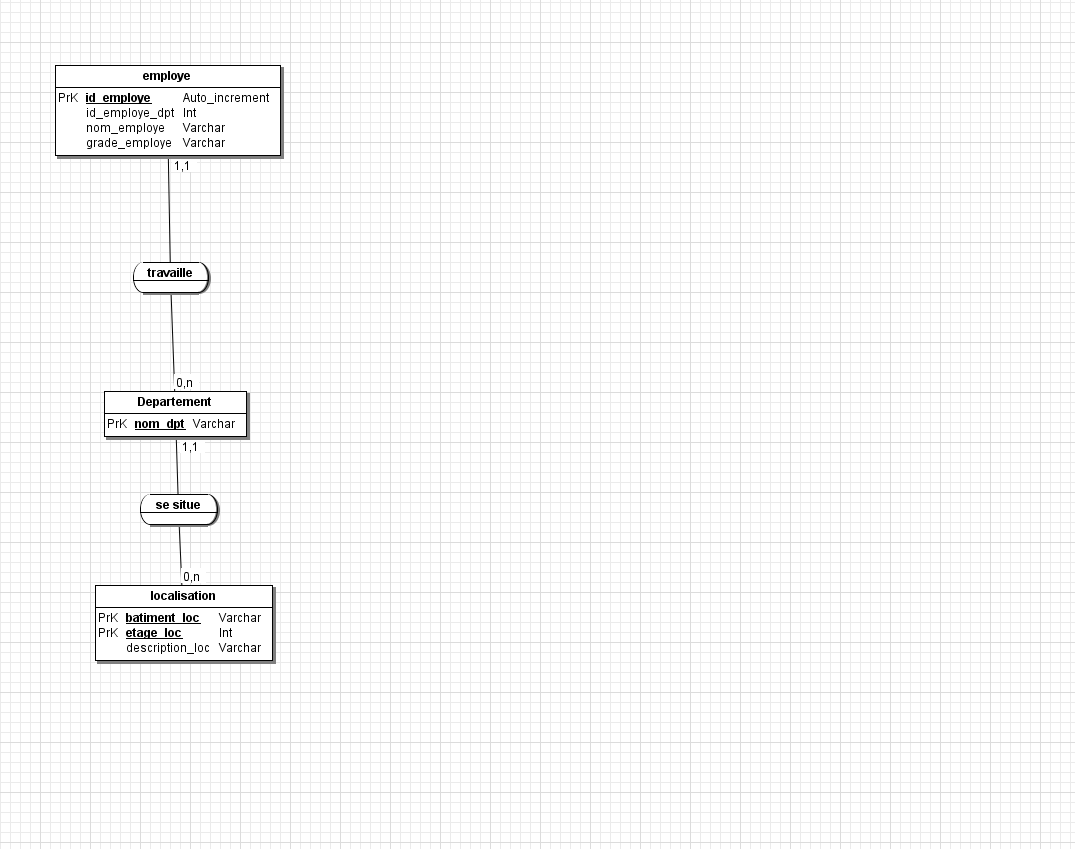 employe
PrK id_employe Auto_increment
id_employe_dpt Int
nom_employe Varchar
grade_employe Varchar
1,1
travaille
0,n
Departement
PrK nom_dpt Varchar
1,1
se situe
0,n
localisation
PrK batiment_loc Varchar
PrK etage_loc Int
description_loc Varchar